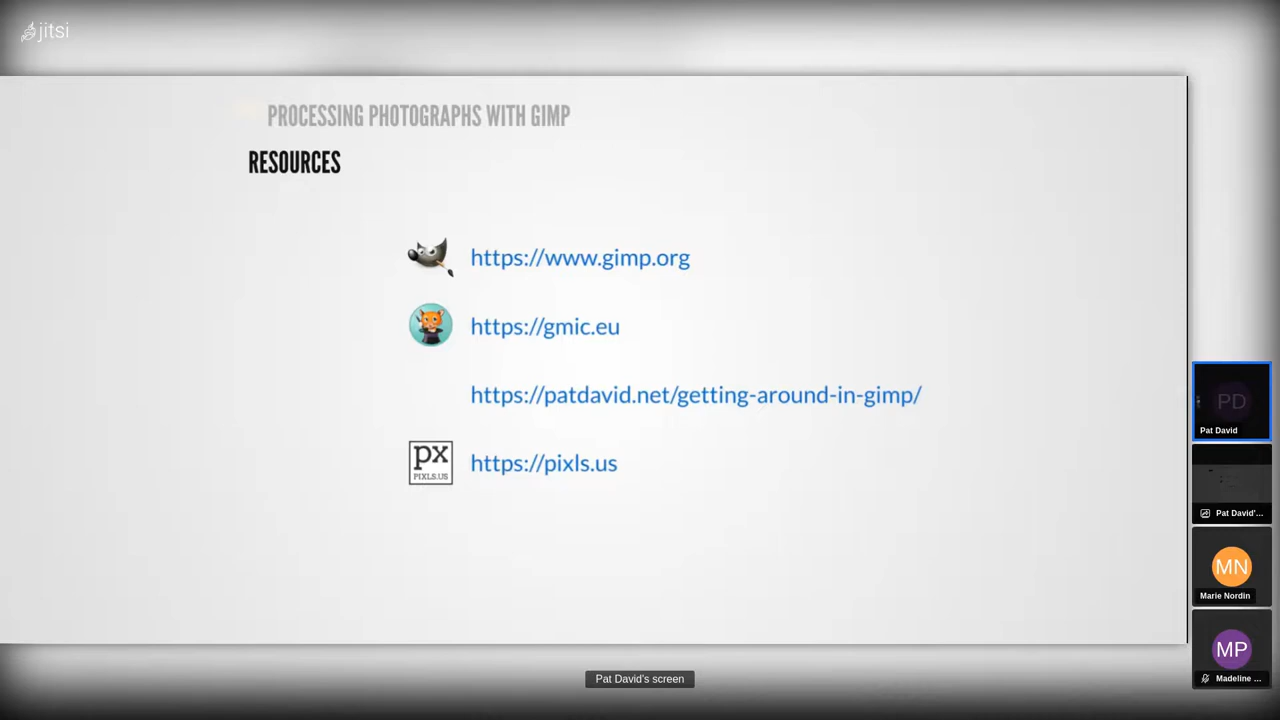 jitsi
PROCESSING PHOTOGRAPHS WITH GIMP
RESOURCES
https://www.gimp.org
https://gmic.eu
https://patdavid.net/getting-around-in-gimp/
px
PIXLS.US
https://pixls.us
PD
Pat David
Pat David'...
MN
Marie Nordin
MP
Madeline ...
Pat David's screen